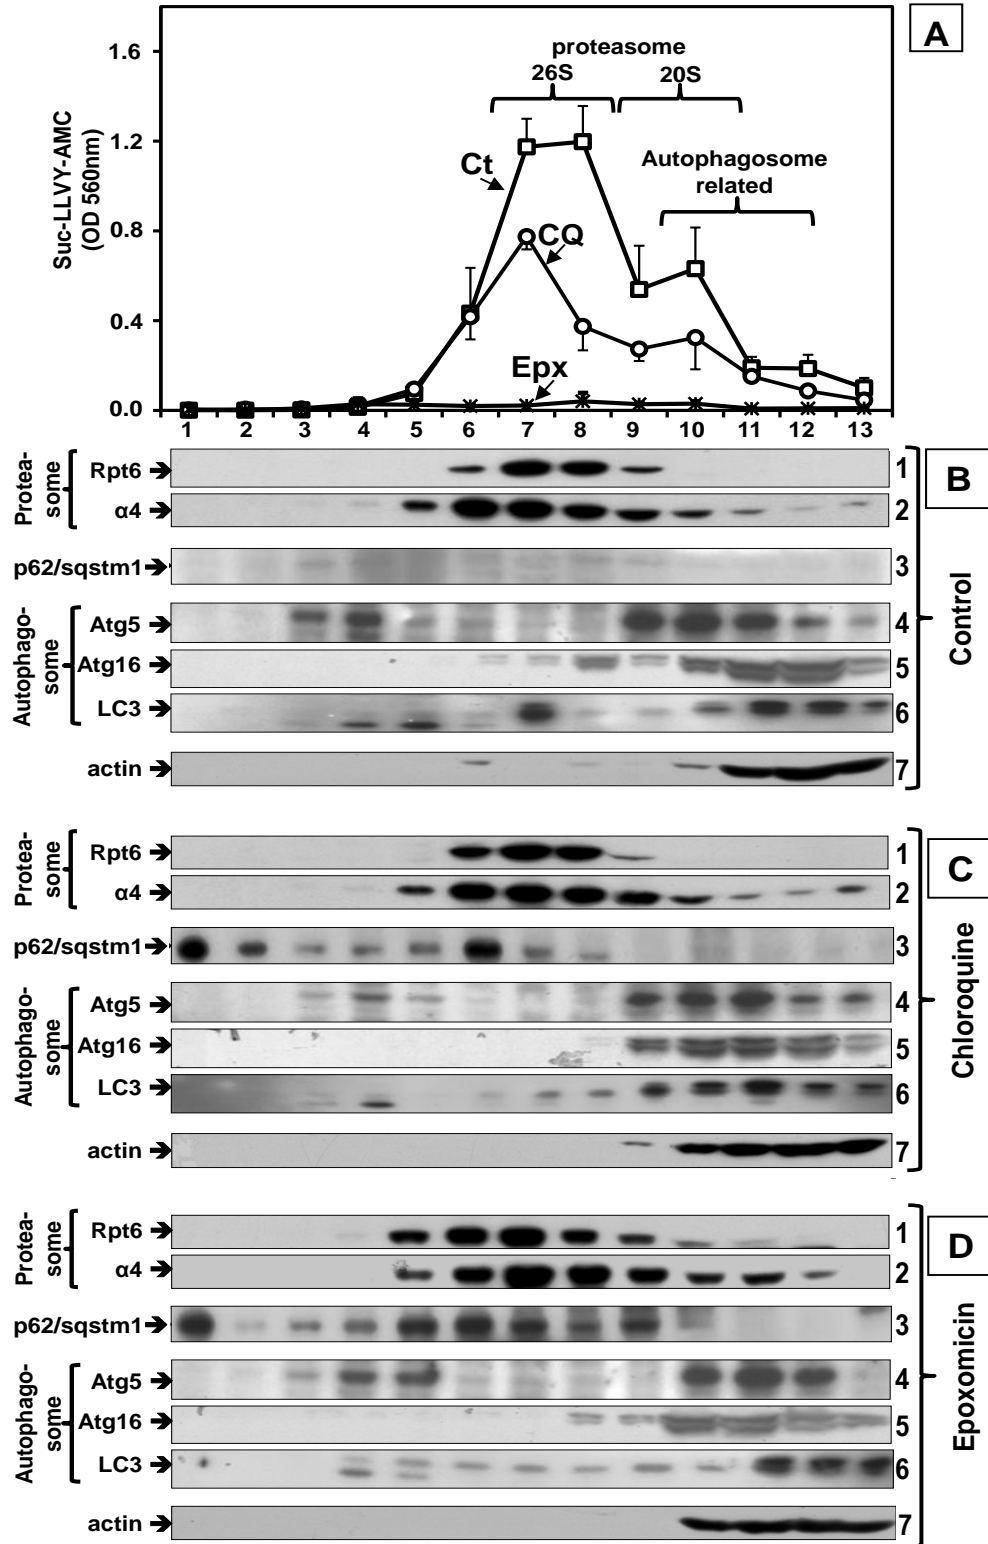 A
1.6
1.2
0.8
0.4
0.0
Suc-LLVY-AMC
(OD 560nm)
proteasome
26S 20S
Autophagosome
related
Ct
CQ
Epx
1 2 3 4 5 6 7 8 9 10 11 12 13
B
Control
Protea-
some
Rpt6 1
α4 2
p62/sqstm1 3
Autophago-
some
Atg5 4
Atg16 5
LC3 6
actin 7
C
Chloroquine
Protea-
some
Rpt6 1
α4 2
p62/sqstm1 3
Autophago-
some
Atg5 4
Atg16 5
LC3 6
actin 7
D
Epoxomicin
Protea-
some
Rpt6 1
α4 2
p62/sqstm1 3
Autophago-
some
Atg5 4
Atg16 5
LC3 6
actin 7